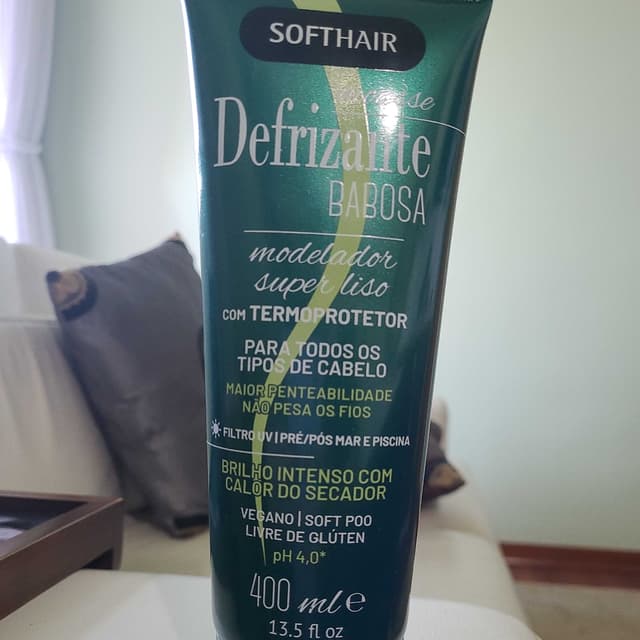 SOFTHAIR
Defrizante
BABOSA
modelador
super liso
COM TERMOPROTETOR
PARA TODOS OS
TIPOS DE CABELO
MAIOR PENTEABILIDADE
NÃO PESA OS FIOS
FILTRO UV | PRÉ/PÓS MAR E PISCINA
BRILHO INTENSO COM
CALOR DO SECADOR
VEGANO | SOFT POO
LIVRE DE GLÚTEN
pH 4,0*
400 ml e
13.5 fl oz